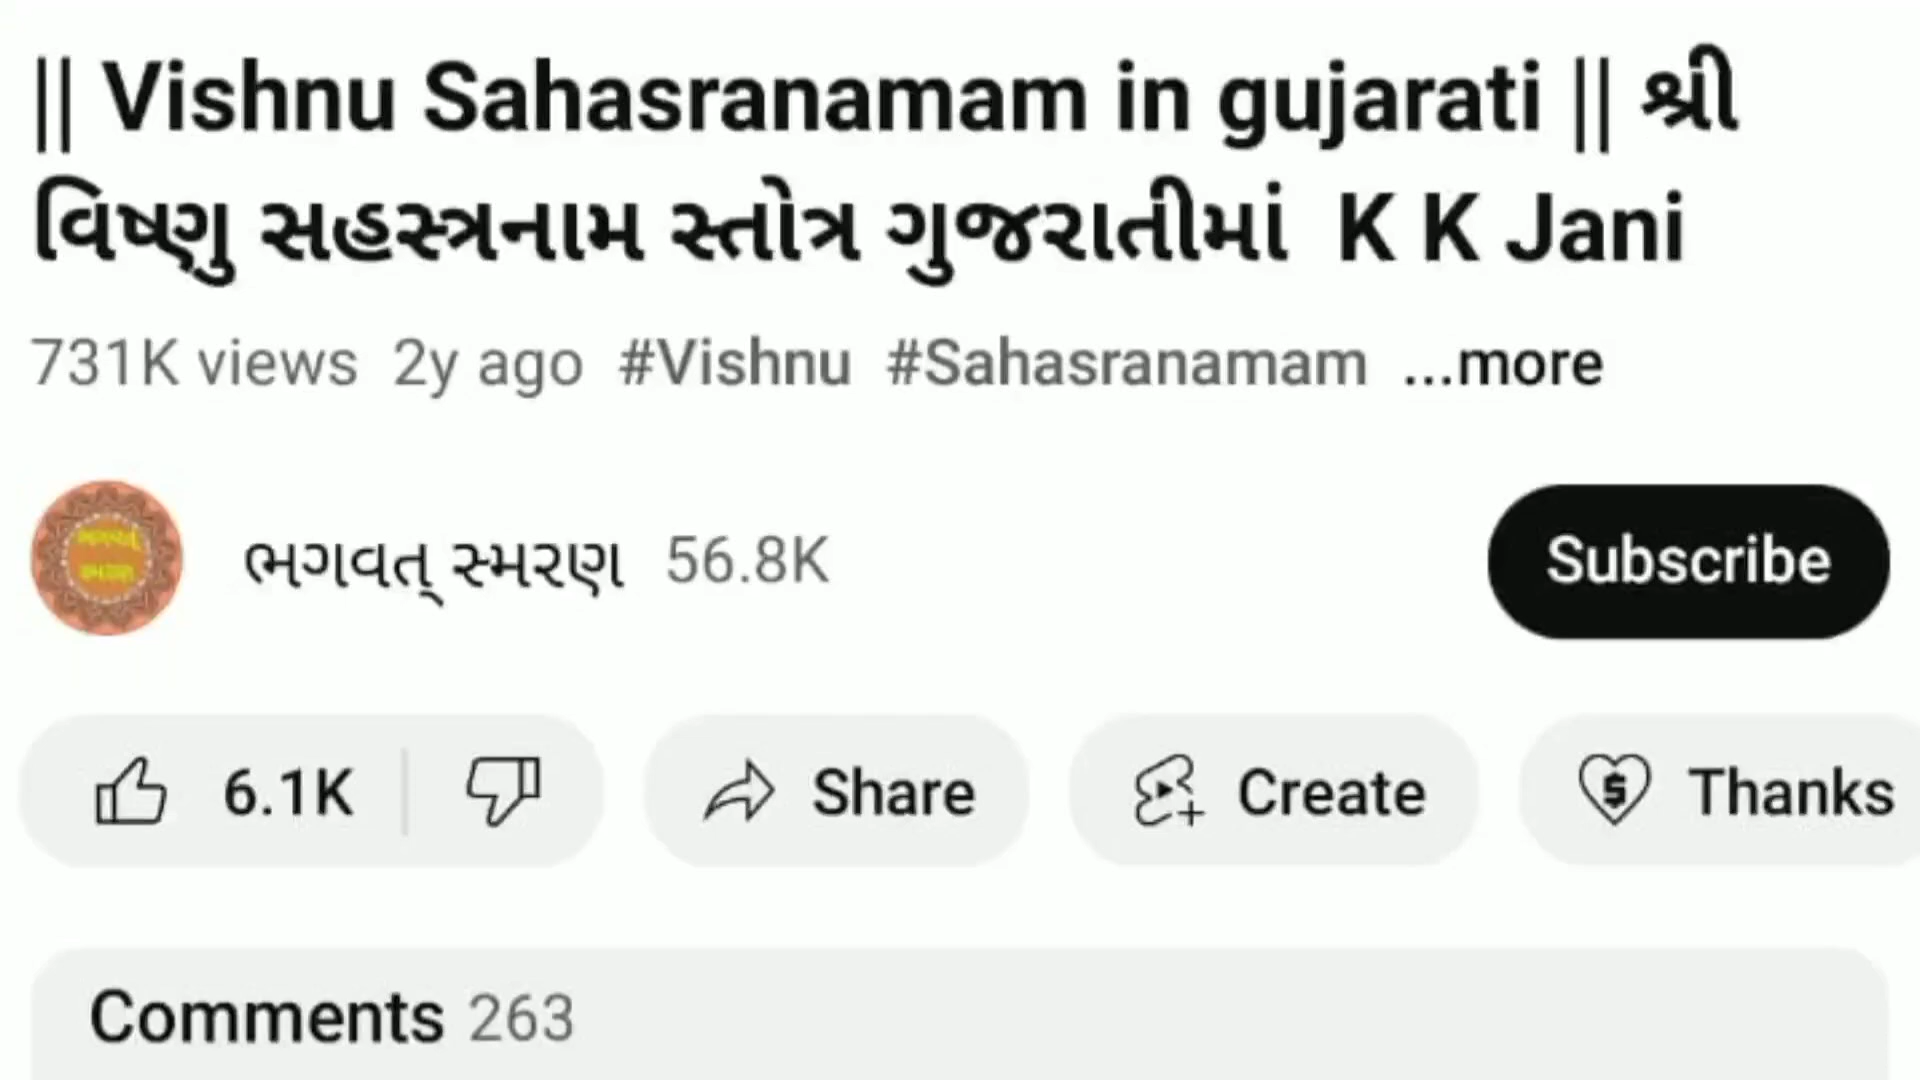 || Vishnu Sahasranamam in gujarati || શ્રી
વિષ્ણુ સહસ્ત્રનામ સ્તોત્ર ગુજરાતીમાં K K Jani
731K views 2y ago #Vishnu #Sahasranamam ...more
ભગવત્ સ્મરણ 56.8K Subscribe
6.1K Share Create Thanks
Comments 263